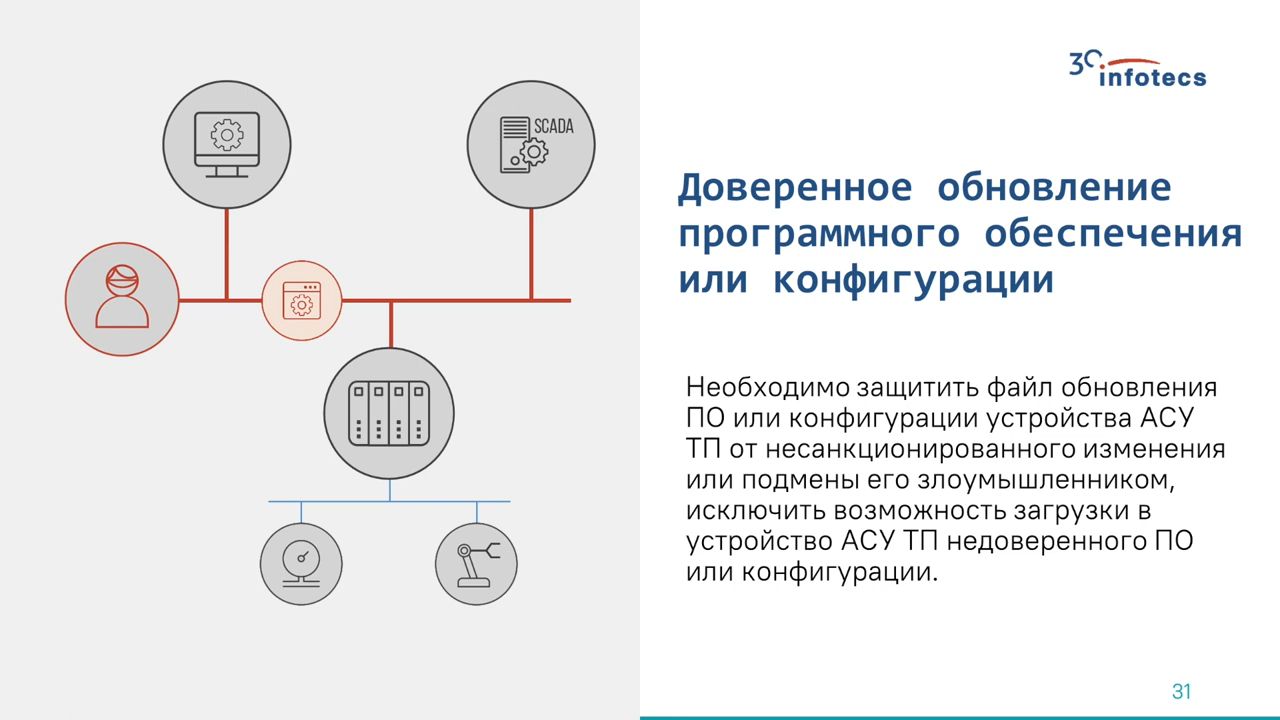 SCADA
30 infotecs
Доверенное обновление
программного обеспечения
или конфигурации
Необходимо защитить файл обновления
ПО или конфигурации устройства АСУ
ТП от несанкционированного изменения
или подмены его злоумышленником,
исключить возможность загрузки в
устройство АСУ ТП недоверенного ПО
или конфигурации.
31